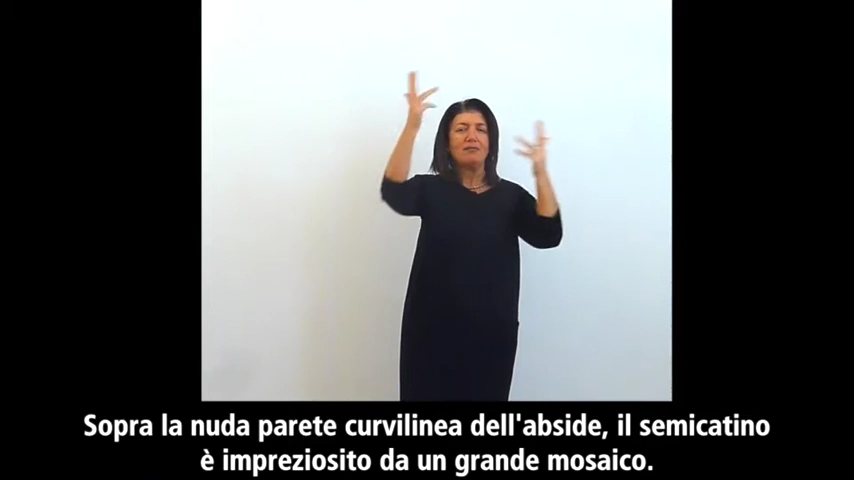 Sopra la nuda parete curvilinea dell'abside, il semicatino
è impreziosito da un grande mosaico.